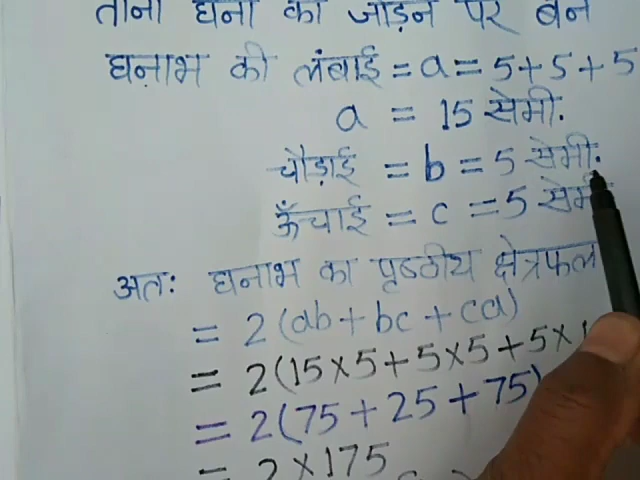 तीनों घनों को जोड़ने पर बने
घनाभ की लंबाई = a = 5+5+5
a = 15 सेमी.
चौड़ाई = b = 5 सेमी.
ऊँचाई = c = 5 सेमी
अतः घनाभ का पृष्ठीय क्षेत्रफल
= 2(ab+bc+ca)
= 2(15×5+5×5+5×1
= 2(75+25+75)
= 2×175